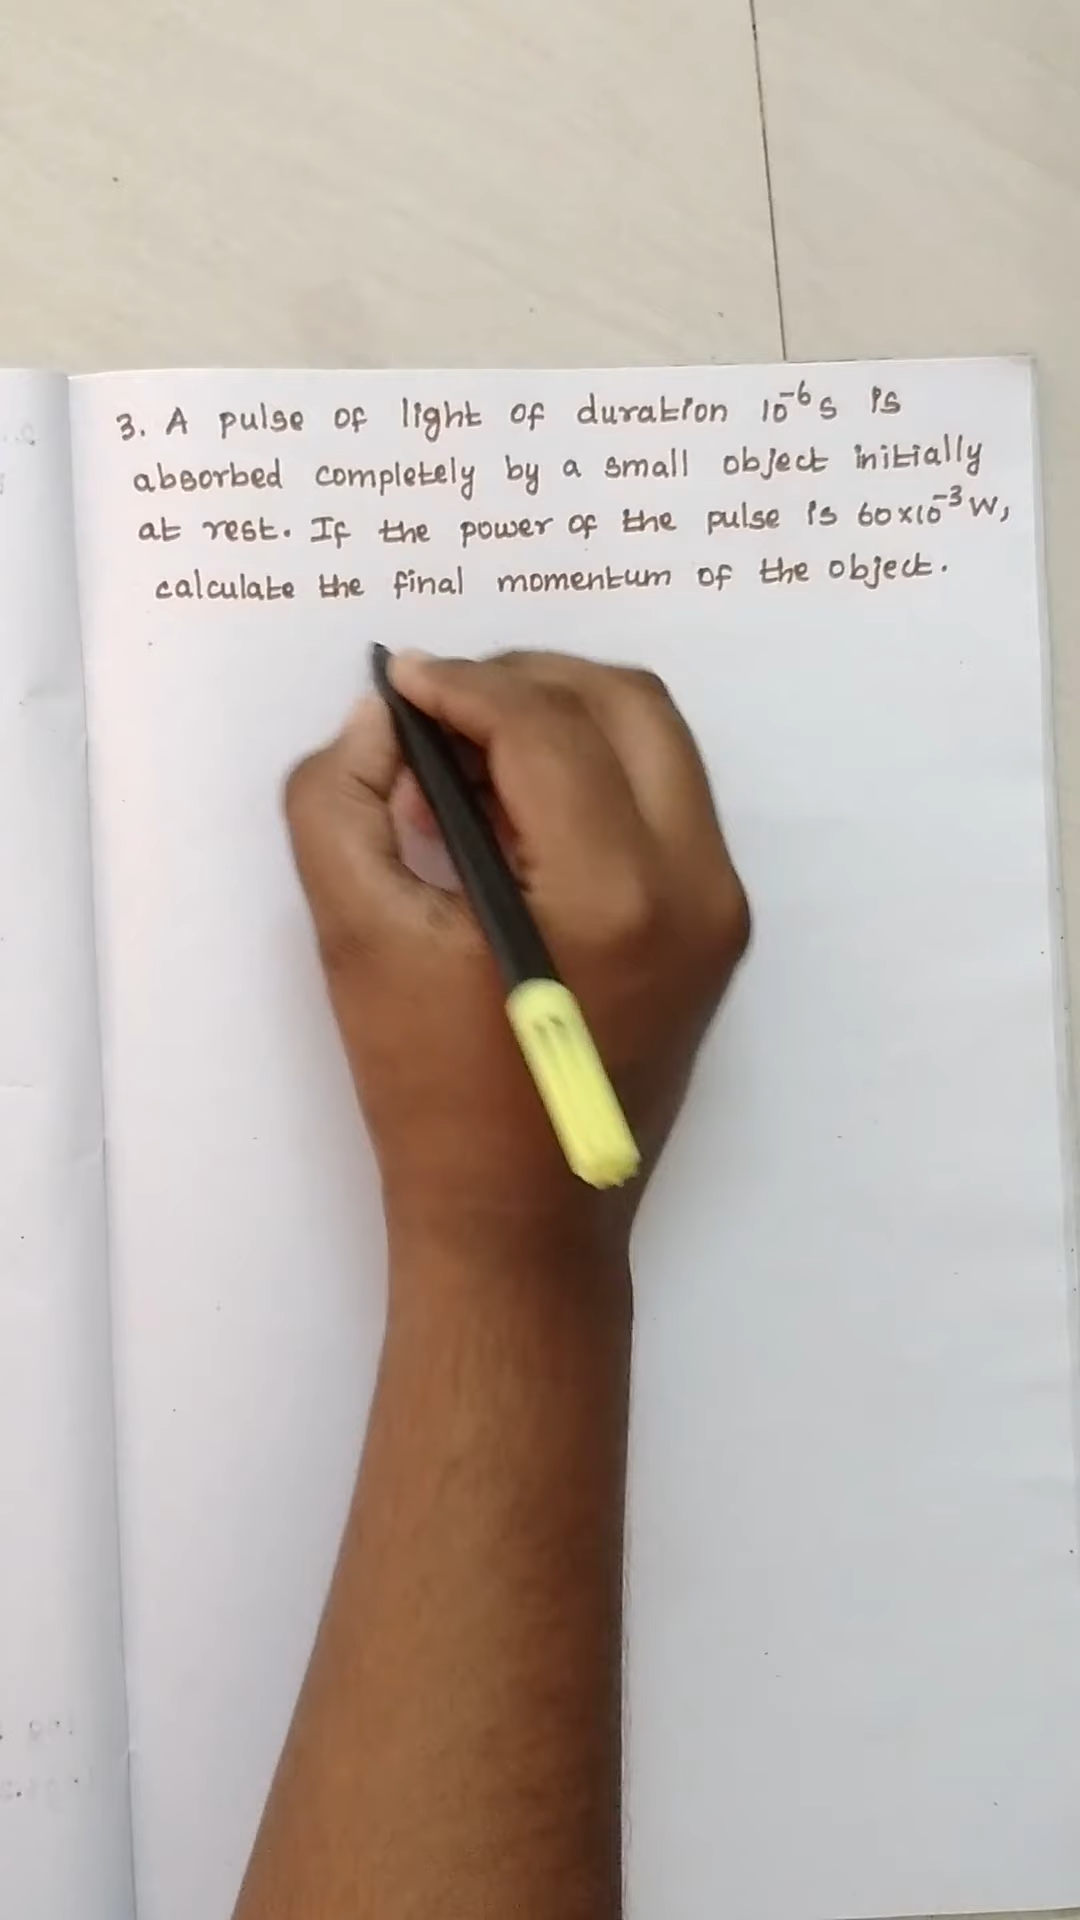 3. A pulse of light of duration 10⁻⁶ s is
absorbed completely by a small object initially
at rest. If the power of the pulse is 60×10⁻³ W,
calculate the final momentum of the object.